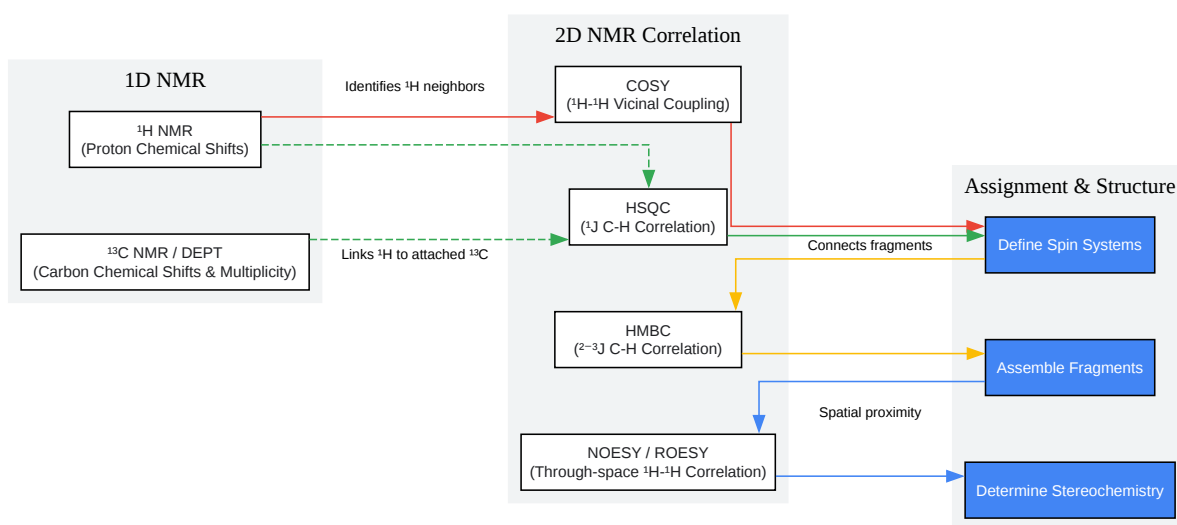 1D NMR
¹H NMR
(Proton Chemical Shifts)
¹³C NMR / DEPT
(Carbon Chemical Shifts & Multiplicity)
Identifies ¹H neighbors
Links ¹H to attached ¹³C
2D NMR Correlation
COSY
(¹H-¹H Vicinal Coupling)
HSQC
(¹J C-H Correlation)
HMBC
(²⁻³J C-H Correlation)
NOESY / ROESY
(Through-space ¹H-¹H Correlation)
Connects fragments
Spatial proximity
Assignment & Structure
Define Spin Systems
Assemble Fragments
Determine Stereochemistry